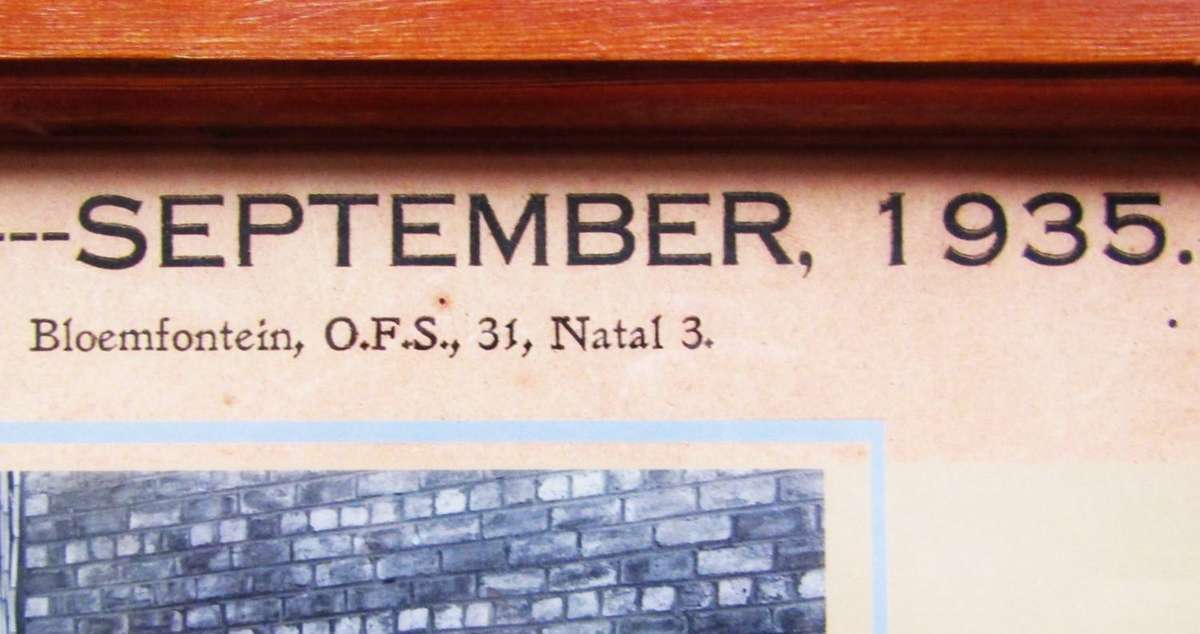 ---SEPTEMBER, 1935.
Bloemfontein, O.F.S., 31, Natal 3.